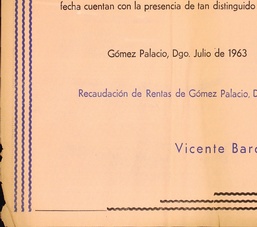 fecha cuentan con la presencia de tan distinguido
Gómez Palacio, Dgo. Julio de 1963
Recaudación de Rentas de Gómez Palacio, D
Vicente Barc